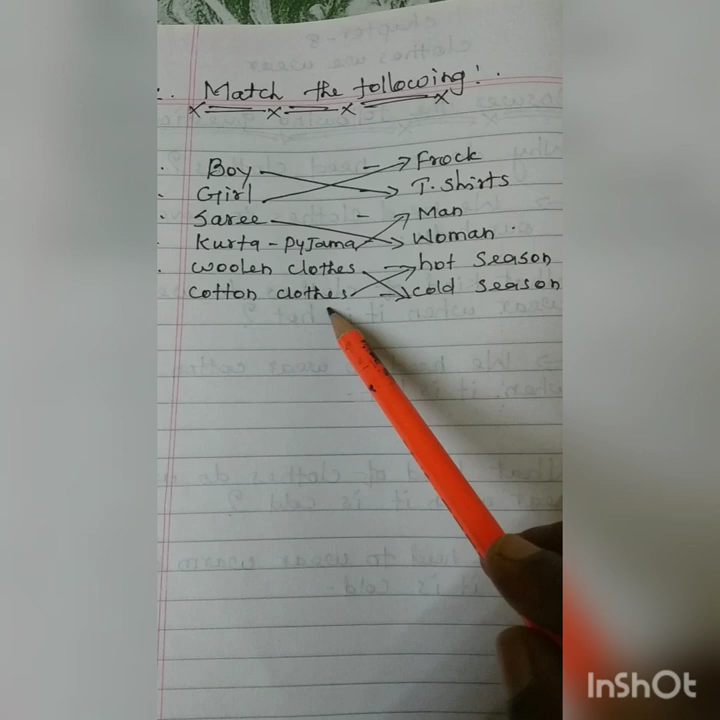 Match the following:
Boy - Frock
Girl T. shirts
Saree - Man
Kurta - PyJama Woman .
woolen clothes - hot season
cotton clothes - cold season
InShOt